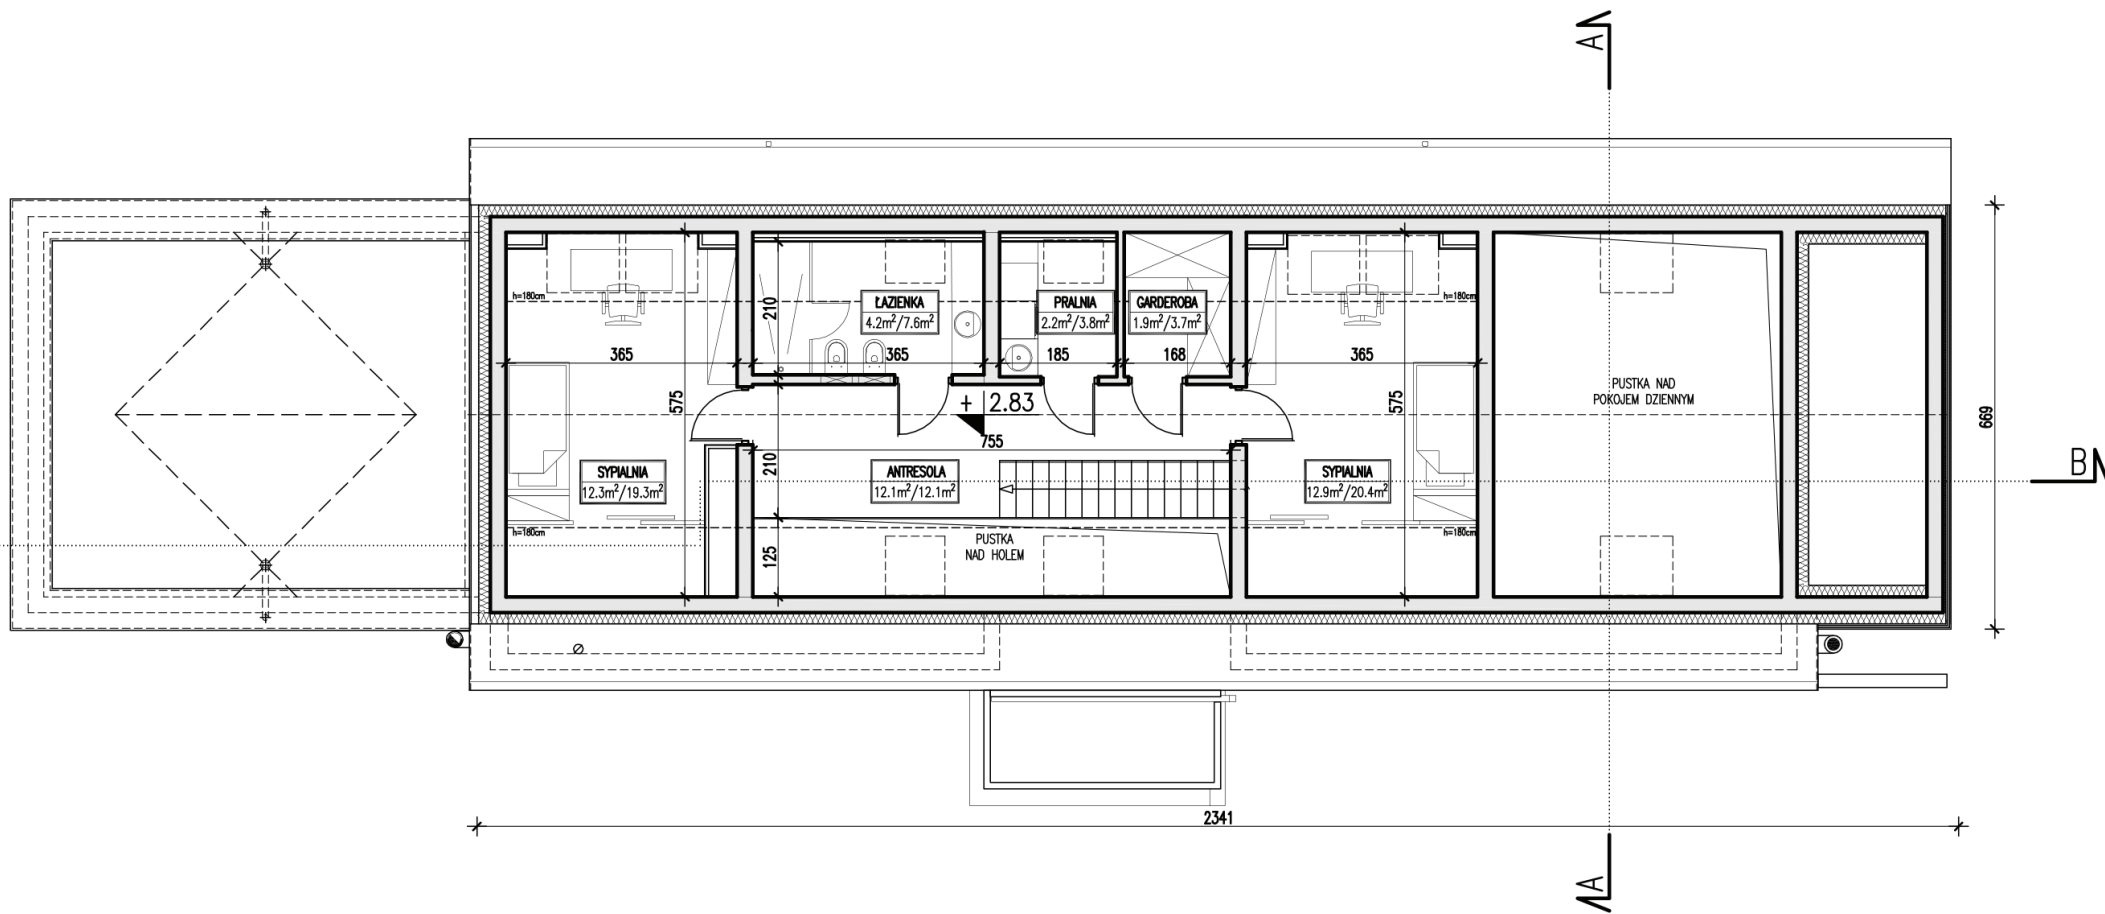 A
h=180cm
h=180cm
ŁAZIENKA
4.2m²/7.6m²
PRALNIA
2.2m²/3.8m²
GARDEROBA
1.9m²/3.7m²
210
365
365
185
168
365
575
575
+ 2.83
755
PUSTKA NAD
POKOJEM DZIENNYM
669
B
SYPIALNIA
12.3m²/19.3m²
210
ANTRESOLA
12.1m²/12.1m²
SYPIALNIA
12.9m²/20.4m²
h=180cm
h=180cm
125
PUSTKA
NAD HOLEM
2341
A